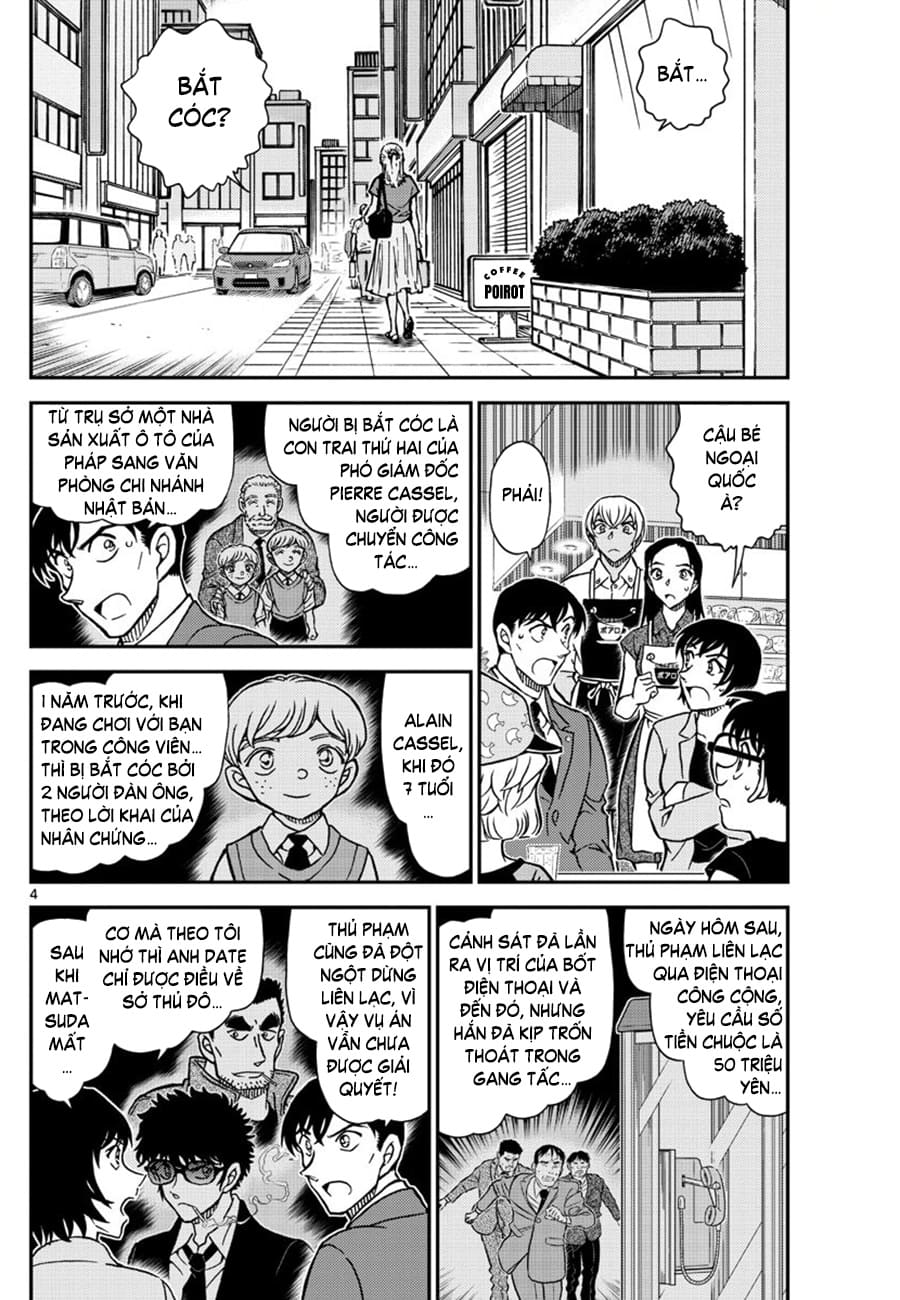 BẮT...
BẮT
CÓC?
COFFEE
POIROT
CẬU BÉ
NGOẠI
QUỐC
À?
PHẢI!
ポアロ
ポアロ
NGƯỜI BỊ BẮT CÓC LÀ
CON TRAI THỨ HAI CỦA
PHÓ GIÁM ĐỐC
PIERRE CASSEL,
NGƯỜI ĐƯỢC
CHUYỂN CÔNG
TÁC...
TỪ TRỤ SỞ MỘT NHÀ
SẢN XUẤT Ô TÔ CỦA
PHÁP SANG VĂN
PHÒNG CHI NHÁNH
NHẬT BẢN...
ALAIN
CASSEL,
KHI ĐÓ
7 TUỔI
...
1 NĂM TRƯỚC, KHI
ĐANG CHƠI VỚI BẠN
TRONG CÔNG VIÊN...
THÌ BỊ BẮT CÓC BỞI
2 NGƯỜI ĐÀN ÔNG,
THEO LỜI KHAI CỦA
NHÂN CHỨNG...
4
NGÀY HÔM SAU,
THỦ PHẠM LIÊN LẠC
QUA ĐIỆN THOẠI
CÔNG CỘNG,
YÊU CẦU SỐ
TIỀN CHUỘC LÀ
50 TRIỆU
YÊN...
CẢNH SÁT ĐÃ LẦN
RA VỊ TRÍ CỦA BỐT
ĐIỆN THOẠI VÀ
ĐẾN ĐÓ, NHƯNG
HẮN ĐÃ KỊP TRỐN
THOÁT TRONG
GANG TẤC...
THỦ PHẠM
CŨNG ĐÃ ĐỘT
NGỘT DỪNG
LIÊN LẠC, VÌ
VẬY VỤ ÁN
VẪN CHƯA
ĐƯỢC GIẢI
QUYẾT!
CƠ MÀ THEO TÔI
NHỚ THÌ ANH DATE
CHỈ ĐƯỢC ĐIỀU VỀ
SỞ THỦ ĐÔ...
SAU
KHI
MAT-
SUDA
MẤT
...